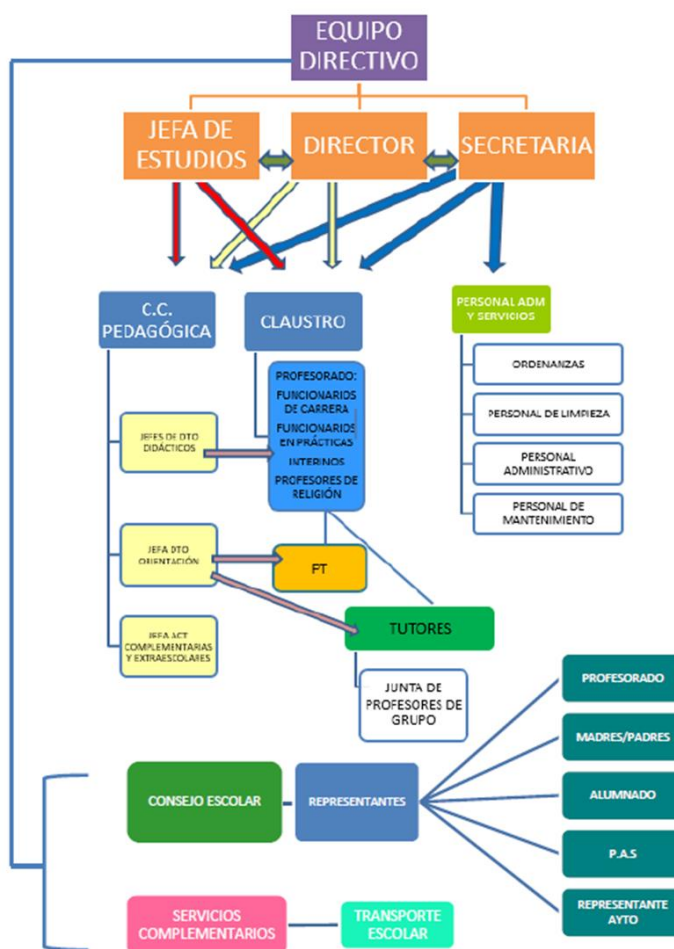 EQUIPO
DIRECTIVO
JEFA DE
ESTUDIOS
DIRECTOR
SECRETARIA
C.C.
PEDAGÓGICA
CLAUSTRO
PERSONAL ADM
Y SERVICIOS
PROFESORADO:
FUNCIONARIOS
DE CARRERA
FUNCIONARIOS
EN PRÁCTICAS
INTERINOS
PROFESORES DE
RELIGIÓN
ORDENANZAS
PERSONAL DE LIMPIEZA
PERSONAL
ADMINISTRATIVO
PERSONAL DE
MANTENIMIENTO
JEFES DE DTO
DIDÁCTICOS
JEFA DTO
ORIENTACIÓN
PT
JEFA ACT
COMPLEMENTARIAS
Y EXTRAESCOLARES
TUTORES
JUNTA DE
PROFESORES DE
GRUPO
CONSEJO ESCOLAR
REPRESENTANTES
PROFESORADO
MADRES/PADRES
ALUMNADO
P.A.S
REPRESENTANTE
AYTO
SERVICIOS
COMPLEMENTARIOS
TRANSPORTE
ESCOLAR